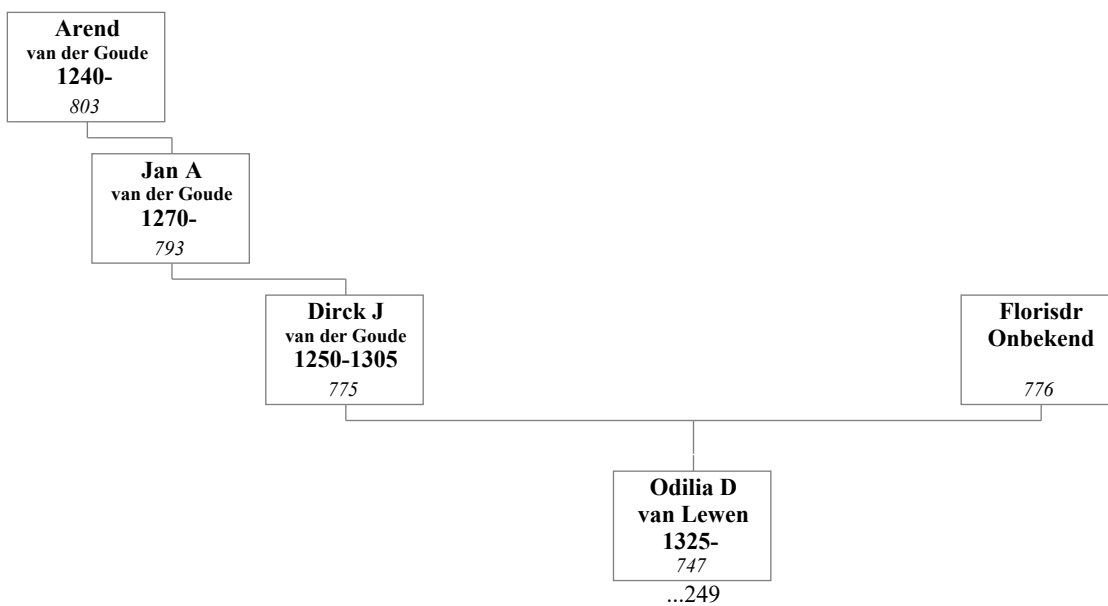 Arend
van der Goude
1240-
803
Jan A
van der Goude
1270-
793
Dirck J
van der Goude
1250-1305
775
Florisdr
Onbekend
776
Odilia D
van Lewen
1325-
747
...249